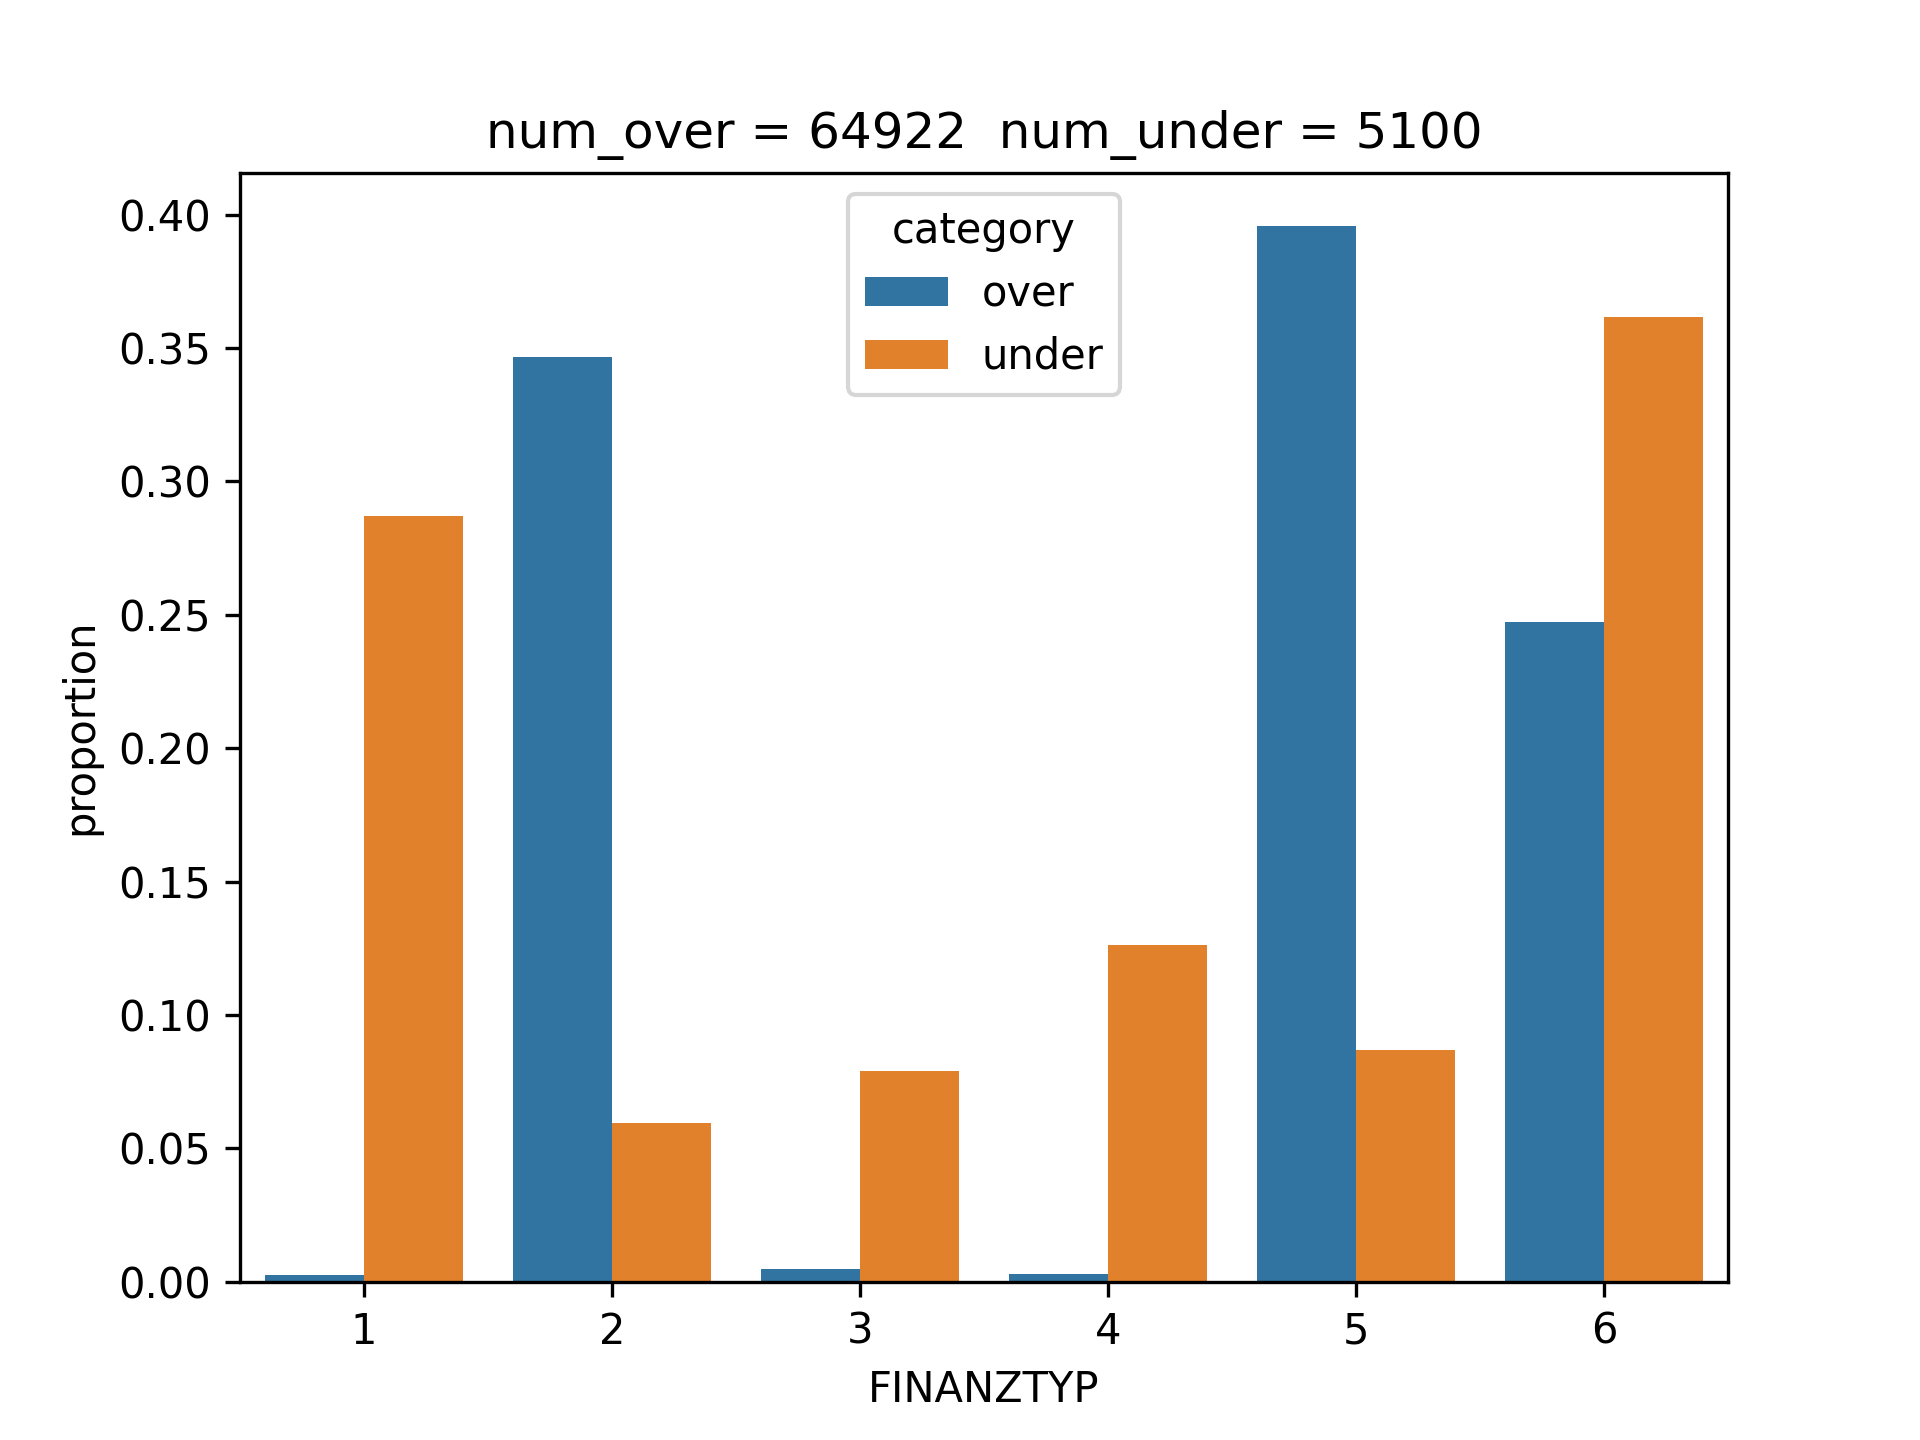 num_over = 64922  num_under = 5100
category
over
under
proportion
0.40
0.35
0.30
0.25
0.20
0.15
0.10
0.05
0.00
1 2 3 4 5 6
FINANZTYP